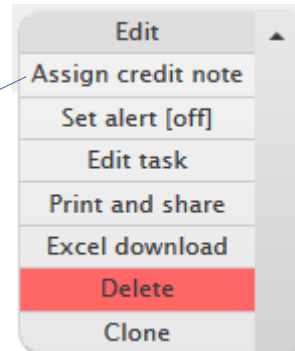 Edit
Assign credit note
Set alert [off]
Edit task
Print and share
Excel download
Delete
Clone